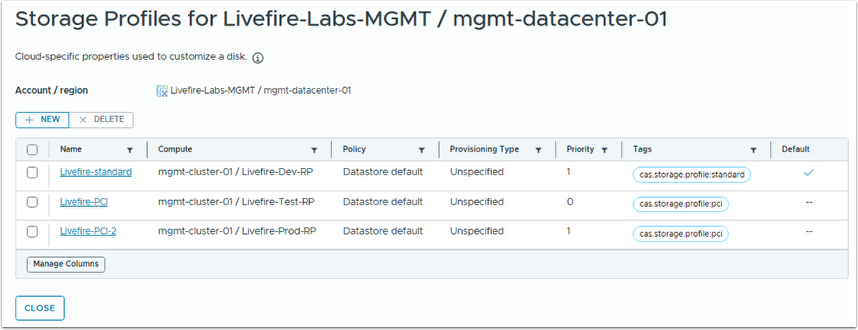 Storage Profiles for Livefire-Labs-MGMT / mgmt-datacenter-01
Cloud-specific properties used to customize a disk.
Account / region Livefire-Labs-MGMT / mgmt-datacenter-01
+ NEW × DELETE
Name Compute Policy Provisioning Type Priority Tags Default
Livefire-standard mgmt-cluster-01 / Livefire-Dev-RP Datastore default Unspecified 1 cas.storage.profile:standard
Livefire-PCI mgmt-cluster-01 / Livefire-Test-RP Datastore default Unspecified 0 cas.storage.profile:pci --
Livefire-PCI-2 mgmt-cluster-01 / Livefire-Prod-RP Datastore default Unspecified 1 cas.storage.profile:pci --
Manage Columns
CLOSE